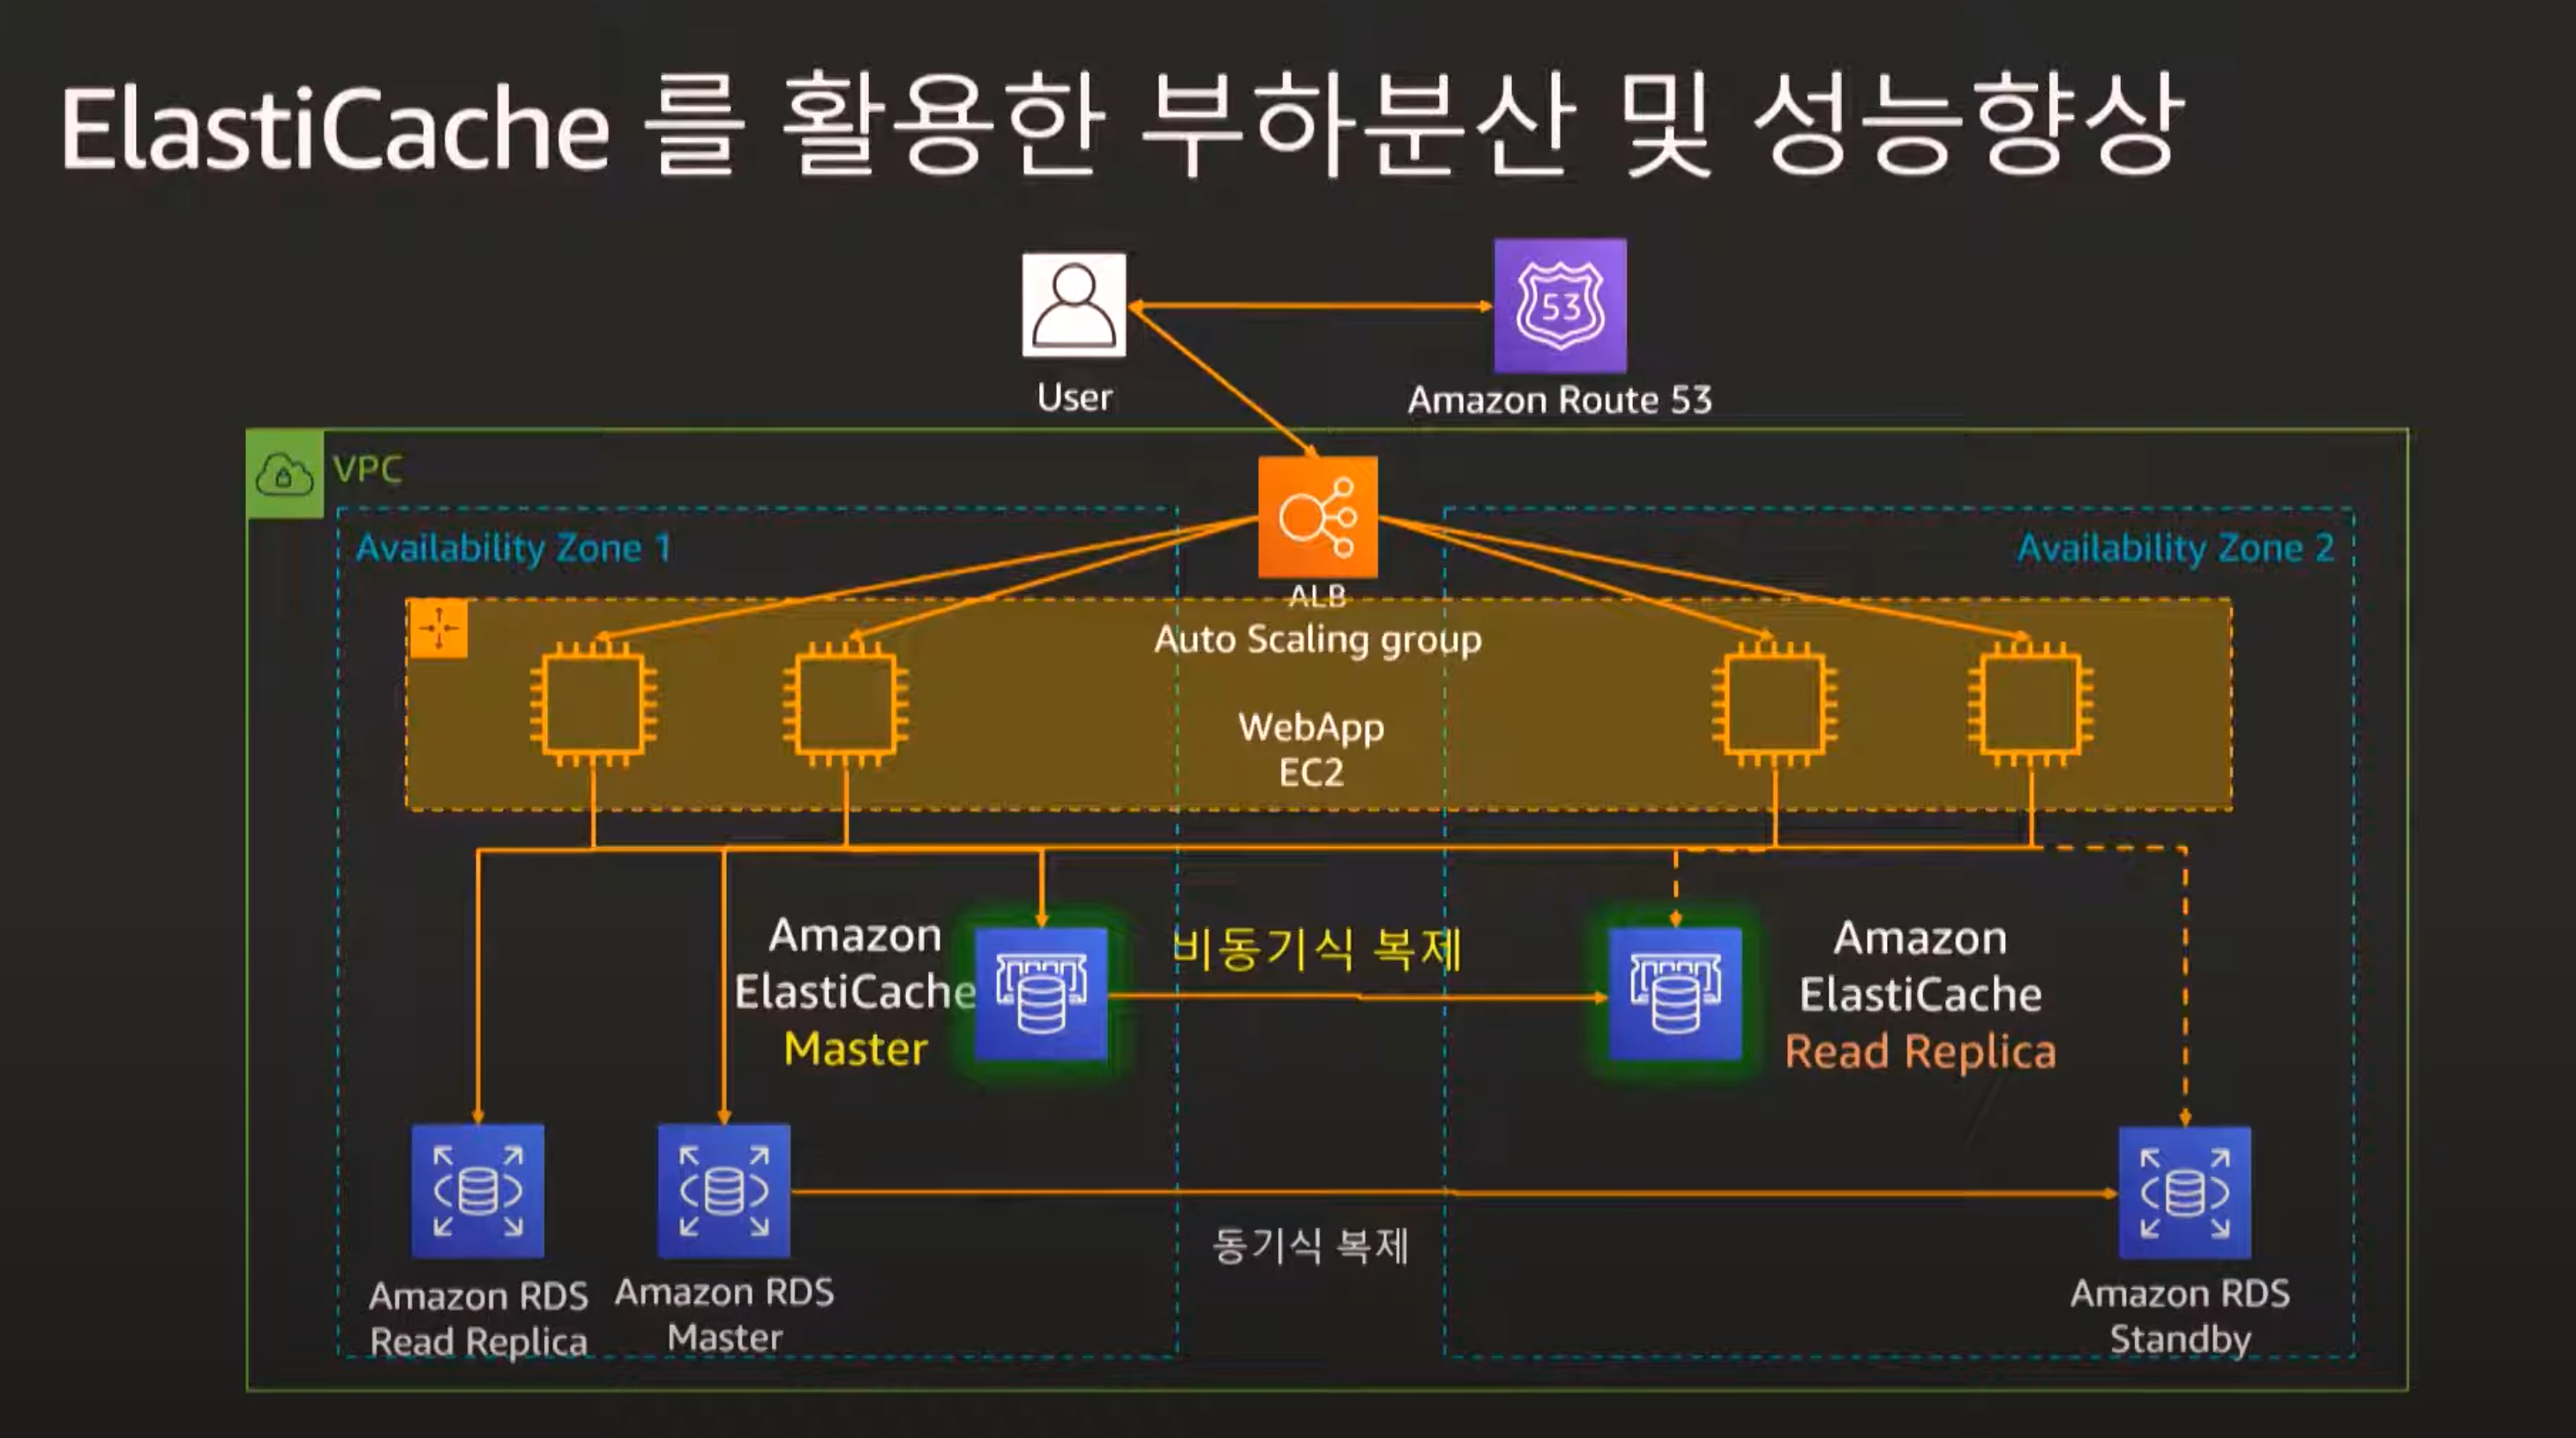 ElastiCache 를 활용한 부하분산 및 성능향상
53
User
Amazon Route 53
VPC
Availability Zone 1
Availability Zone 2
ALB
Auto Scaling group
WebApp
EC2
Amazon
ElastiCache
Master
비동기식 복제
Amazon
ElastiCache
Read Replica
동기식 복제
Amazon RDS
Read Replica
Amazon RDS
Master
Amazon RDS
Standby